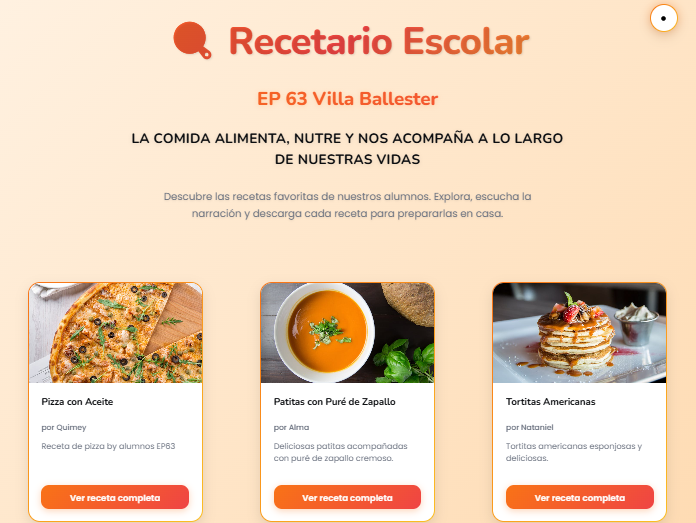 Recetario Escolar
EP 63 Villa Ballester
LA COMIDA ALIMENTA, NUTRE Y NOS ACOMPAÑA A LO LARGO
DE NUESTRAS VIDAS
Descubre las recetas favoritas de nuestros alumnos. Explora, escucha la
narración y descarga cada receta para prepararlas en casa.
Pizza con Aceite
por Quimey
Receta de pizza by alumnos EP63
Ver receta completa
Patitas con Puré de Zapallo
por Alma
Deliciosas patitas acompañadas
con puré de zapallo cremoso.
Ver receta completa
Tortitas Americanas
por Nataniel
Tortitas americanas esponjosas y
deliciosas.
Ver receta completa